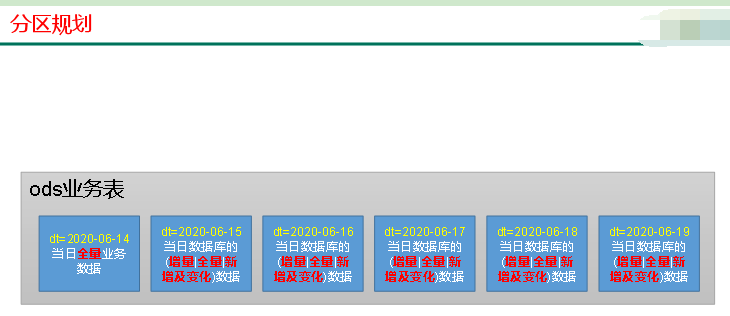 分区规划
ods业务表
dt=2020-06-14
当日全量业务
数据
dt=2020-06-15
当日数据库的
(增量 全量 新
增及变化)数据
dt=2020-06-16
当日数据库的
(增量 全量 新
增及变化)数据
dt=2020-06-17
当日数据库的
(增量 全量 新
增及变化)数据
dt=2020-06-18
当日数据库的
(增量 全量 新
增及变化)数据
dt=2020-06-19
当日数据库的
(增量 全量 新
增及变化)数据